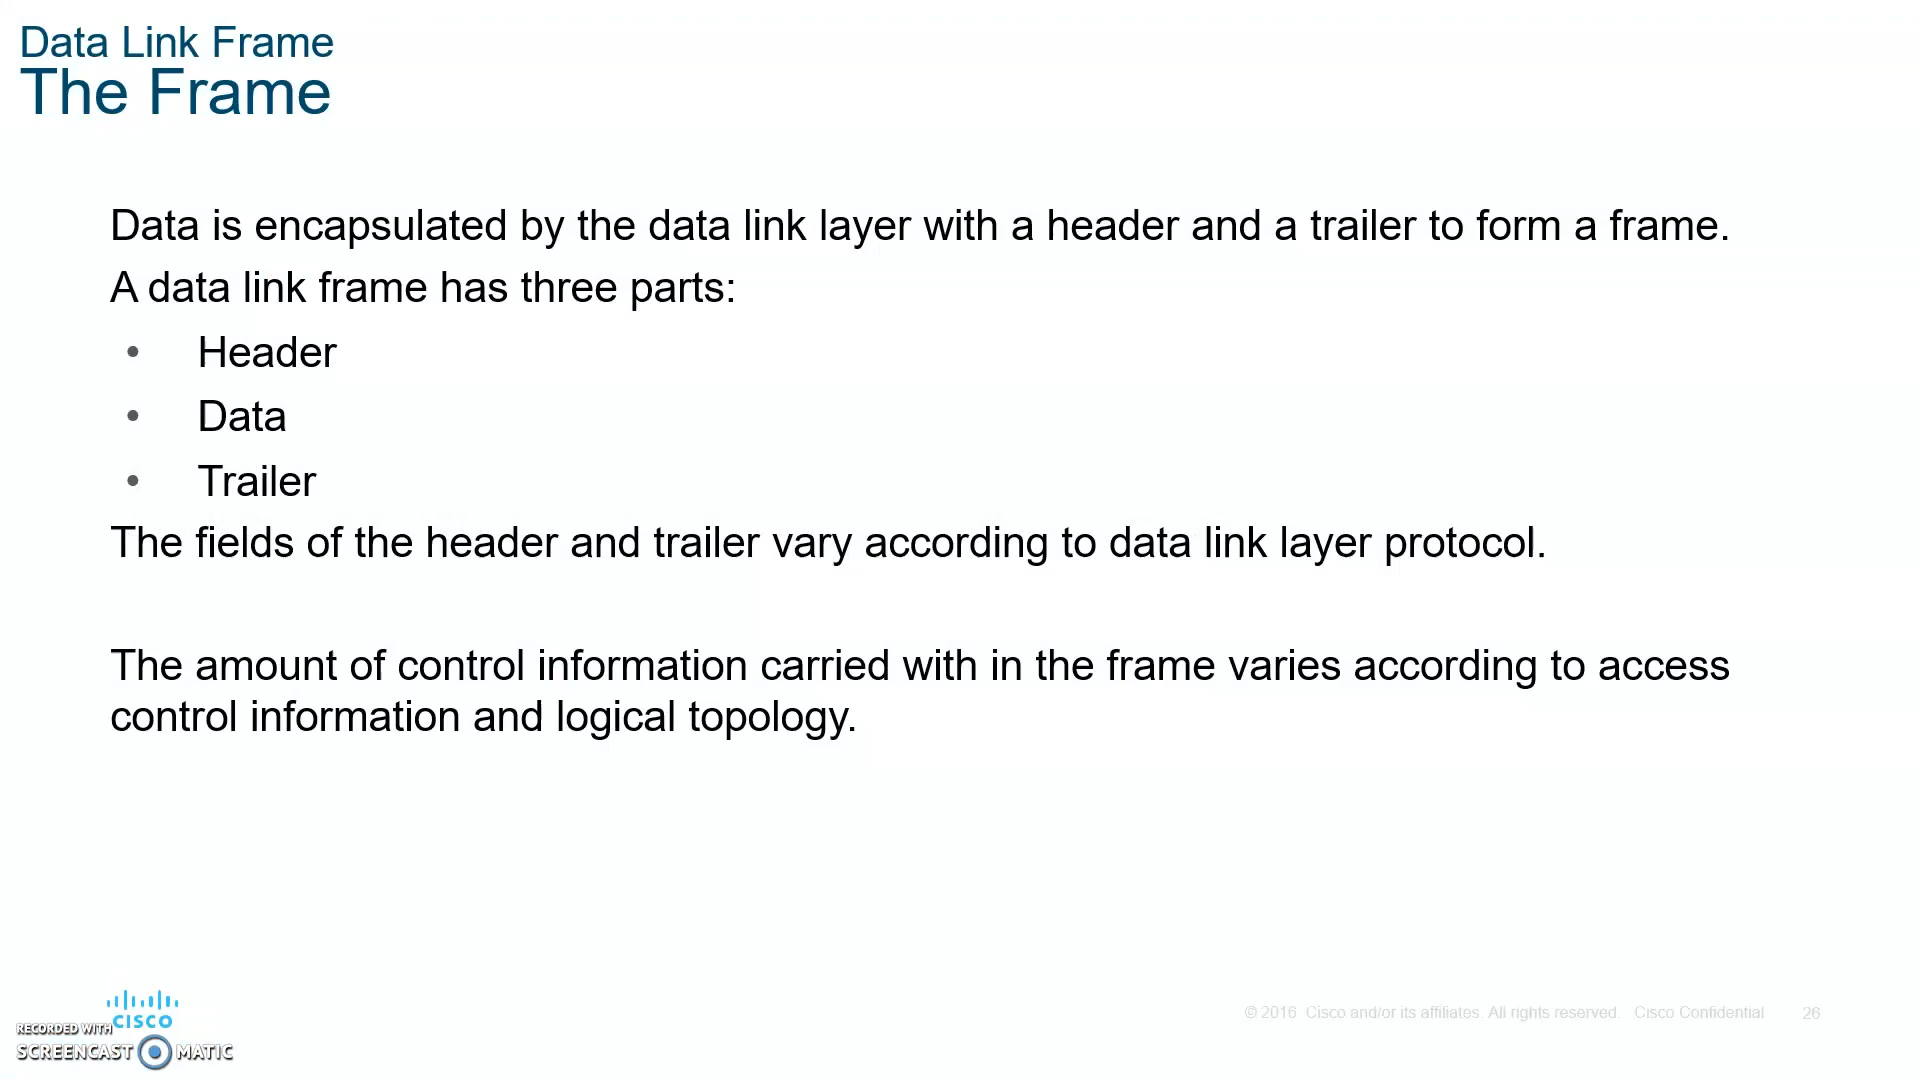 Data Link Frame
The Frame
Data is encapsulated by the data link layer with a header and a trailer to form a frame.
A data link frame has three parts:
• Header
• Data
• Trailer
The fields of the header and trailer vary according to data link layer protocol.
The amount of control information carried with in the frame varies according to access
control information and logical topology.
CISCO
© 2016 Cisco and/or its affiliates. All rights reserved. Cisco Confidential 26
RECORDED WITH
SCREENCAST MATIC